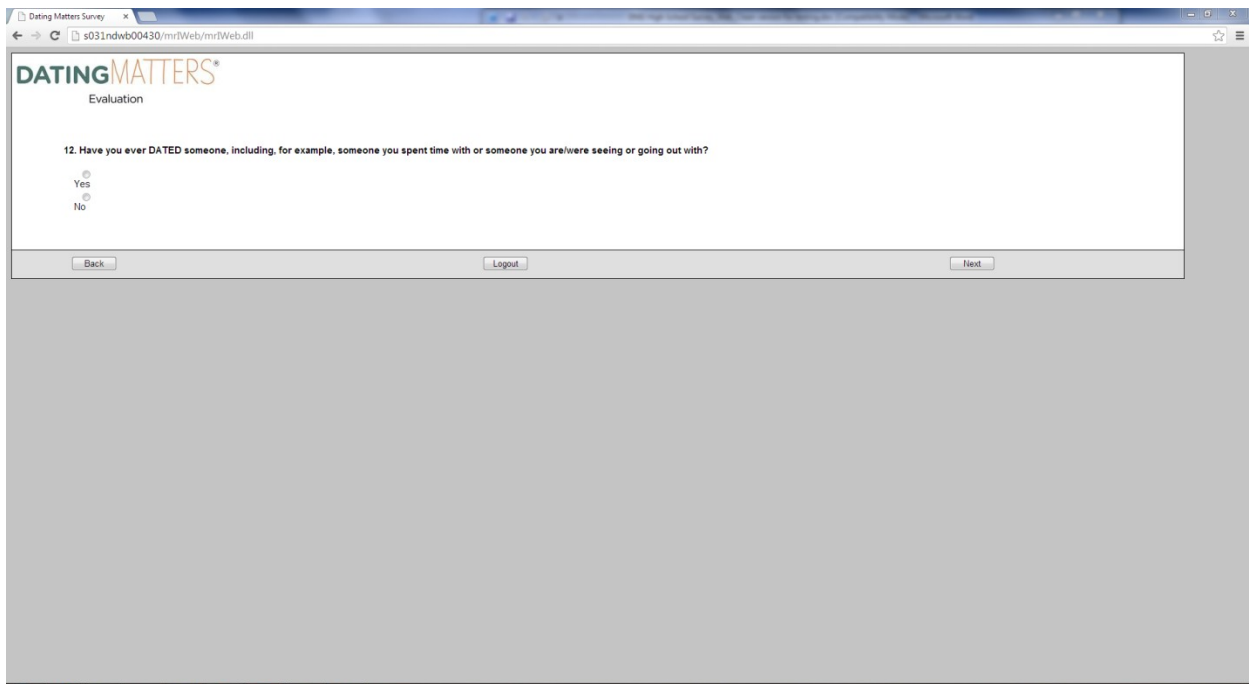 Dating Matters Survey
s031ndwb00430/mrIWeb/mrIWeb.dll
DATINGMATTERS®
Evaluation
12. Have you ever DATED someone, including, for example, someone you spent time with or someone you are/were seeing or going out with?
Yes
No
Back Logout Next